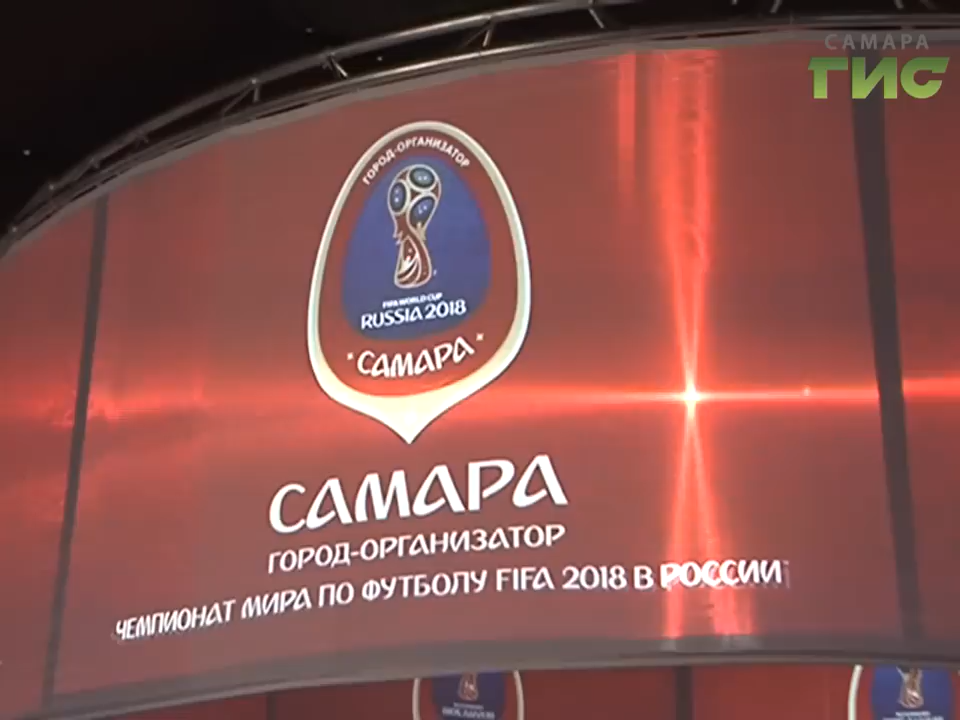 САМАРА
ГИС
ГОРОД-ОРГАНИЗАТОР
FIFA WORLD CUP
RUSSIA 2018
САМАРА
САМАРА
ГОРОД-ОРГАНИЗАТОР
ЧЕМПИОНАТ МИРА ПО ФУТБОЛУ FIFA 2018 В РОССИИ